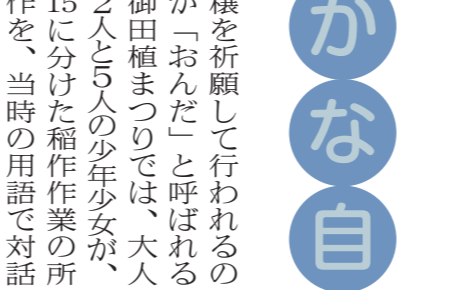 かな自
穣を祈願して行われるの
が「おんだ」と呼ばれる
御田植まつりでは、大人
2人と5人の少年少女が、
15に分けた稲作作業の所
作を、当時の用語で対話